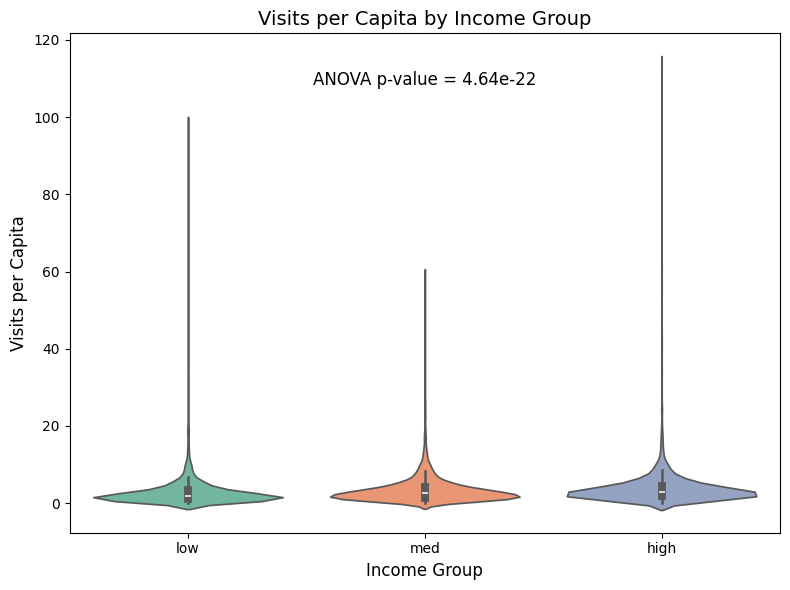 Visits per Capita by Income Group
ANOVA p-value = 4.64e-22
Visits per Capita
120
100
80
60
40
20
0
low med high
Income Group